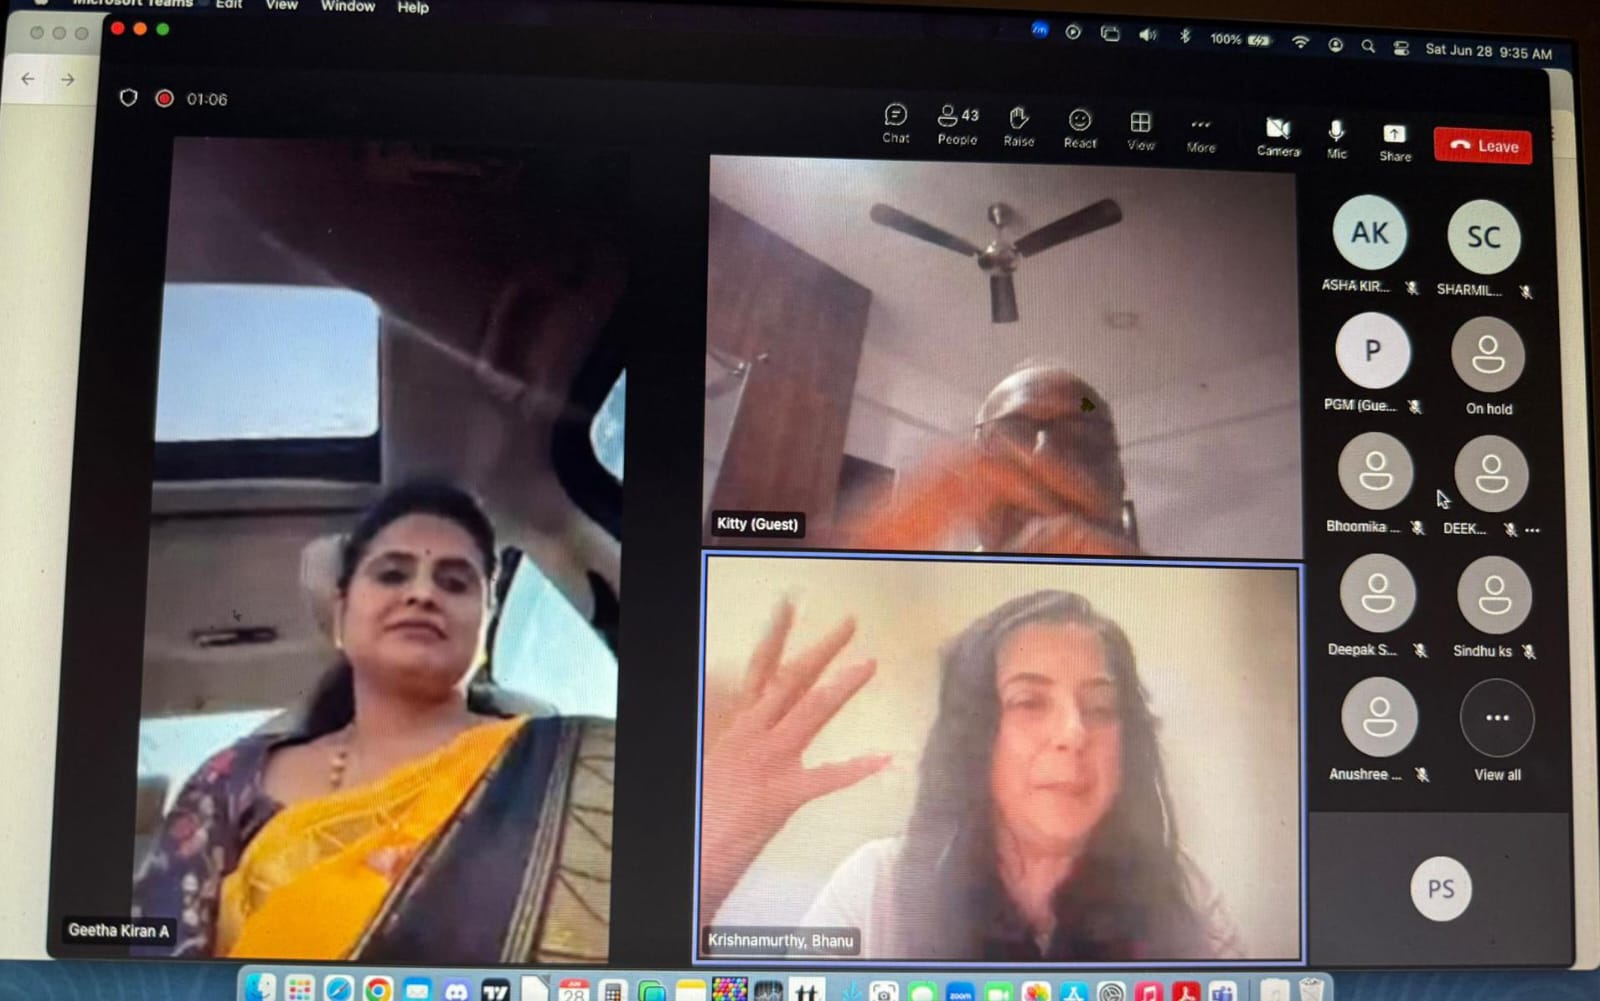 Microsoft Teams Edit View Window Help
100% Sat Jun 28 9:35 AM
01:06
Chat
43
People
Raise
React
View
More
Camera
Mic
Share
Leave
AK
SC
ASHA KIR...
SHARMIL...
P
PGM (Gue...
On hold
Bhoomika ...
DEEK...
Deepak S...
Sindhu ks
Anushree ...
View all
PS
Kitty (Guest)
Geetha Kiran A
Krishnamurthy, Bhanu
28
zoom